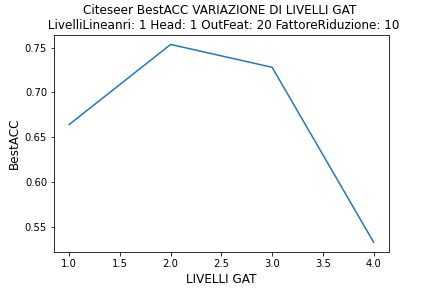 Citeseer BestACC VARIAZIONE DI LIVELLI GAT
LivelliLineanri: 1 Head: 1 OutFeat: 20 FattoreRiduzione: 10
0.75
0.70
0.65
0.60
0.55
BestACC
1.0 1.5 2.0 2.5 3.0 3.5 4.0
LIVELLI GAT